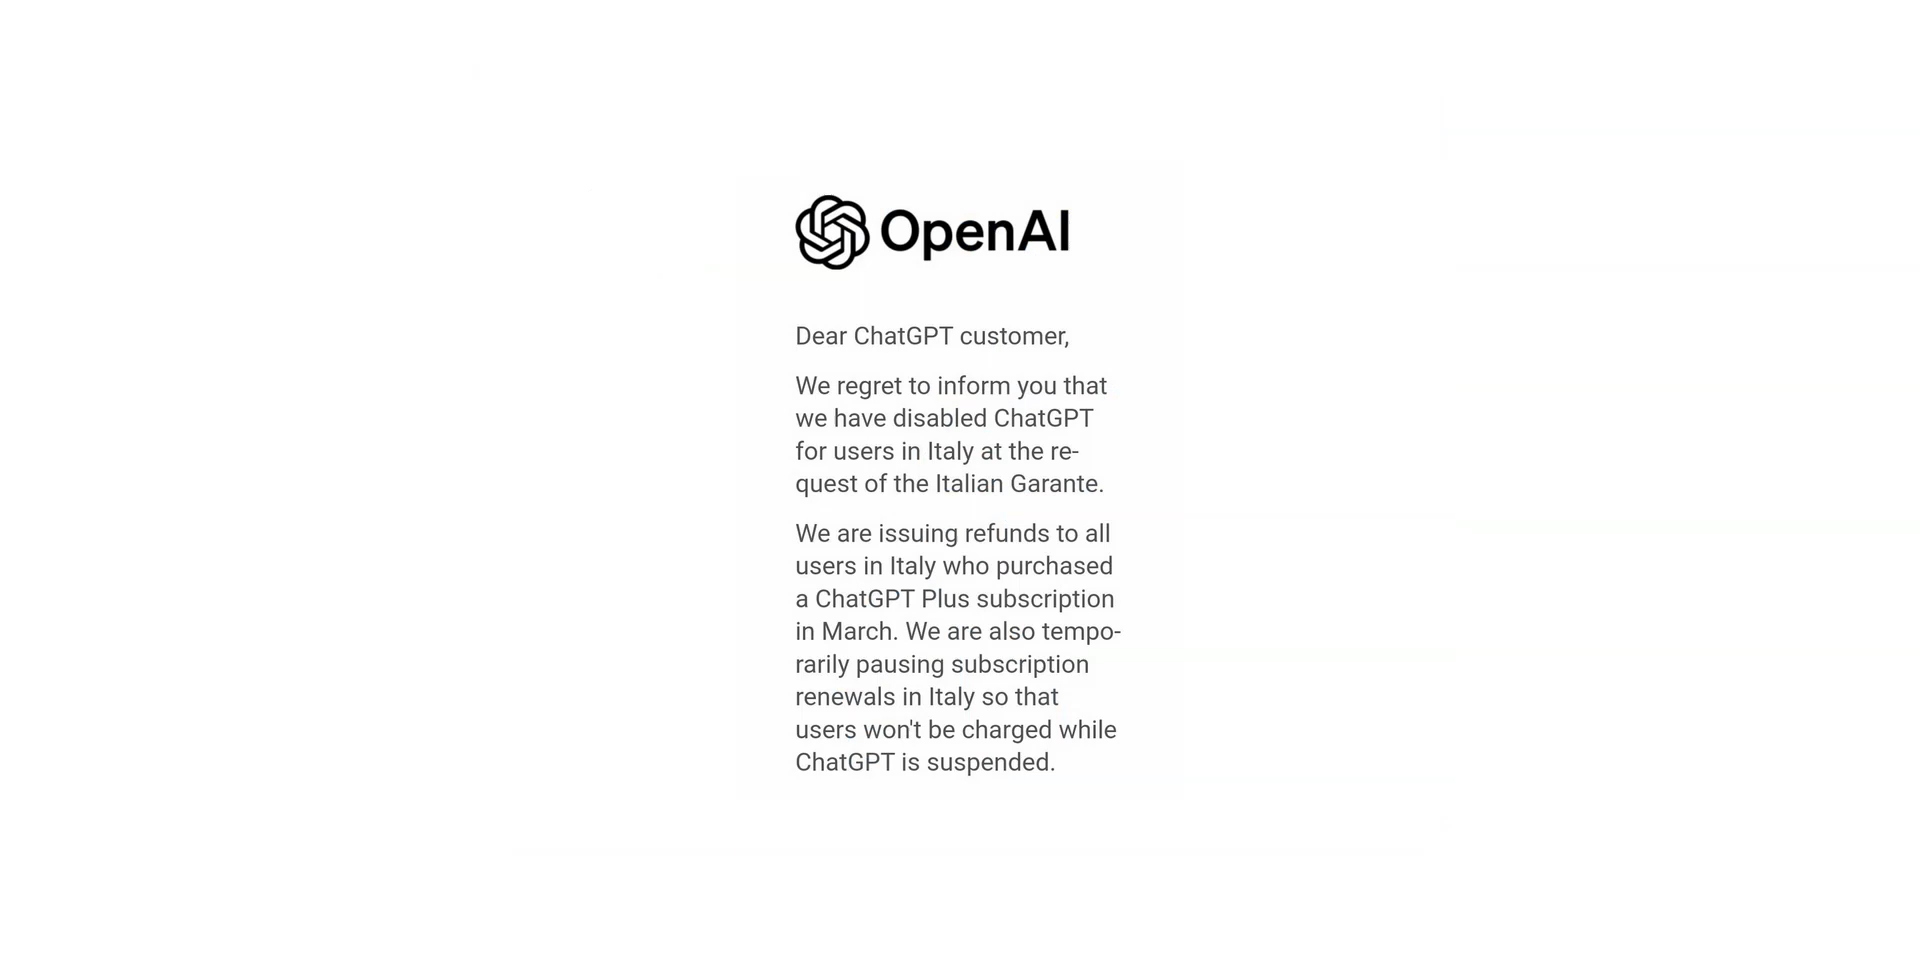 OpenAI
Dear ChatGPT customer,
We regret to inform you that
we have disabled ChatGPT
for users in Italy at the re-
quest of the Italian Garante.
We are issuing refunds to all
users in Italy who purchased
a ChatGPT Plus subscription
in March. We are also tempo-
rarily pausing subscription
renewals in Italy so that
users won't be charged while
ChatGPT is suspended.